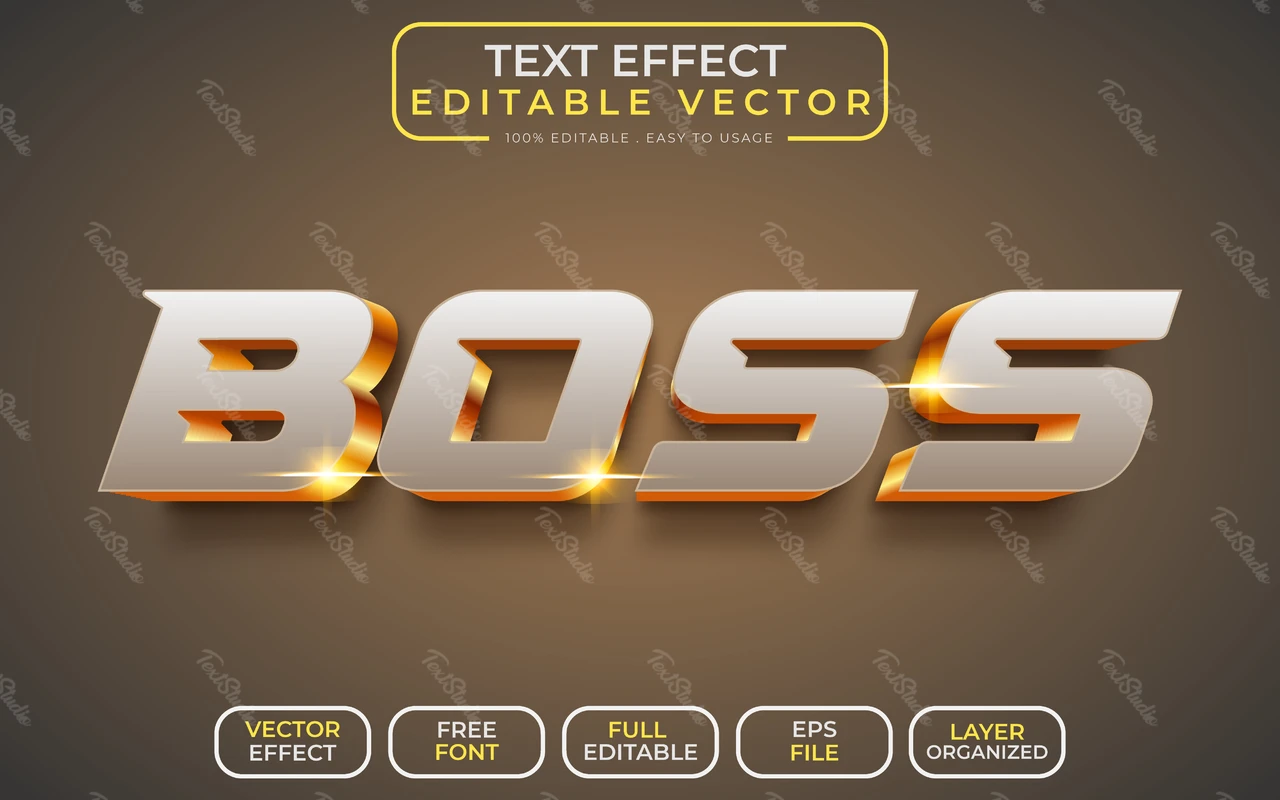 TEXT EFFECT
EDITABLE VECTOR
100% EDITABLE . EASY TO USAGE
BOSS
VECTOR
EFFECT
FREE
FONT
FULL
EDITABLE
EPS
FILE
LAYER
ORGANIZED
TextStudio